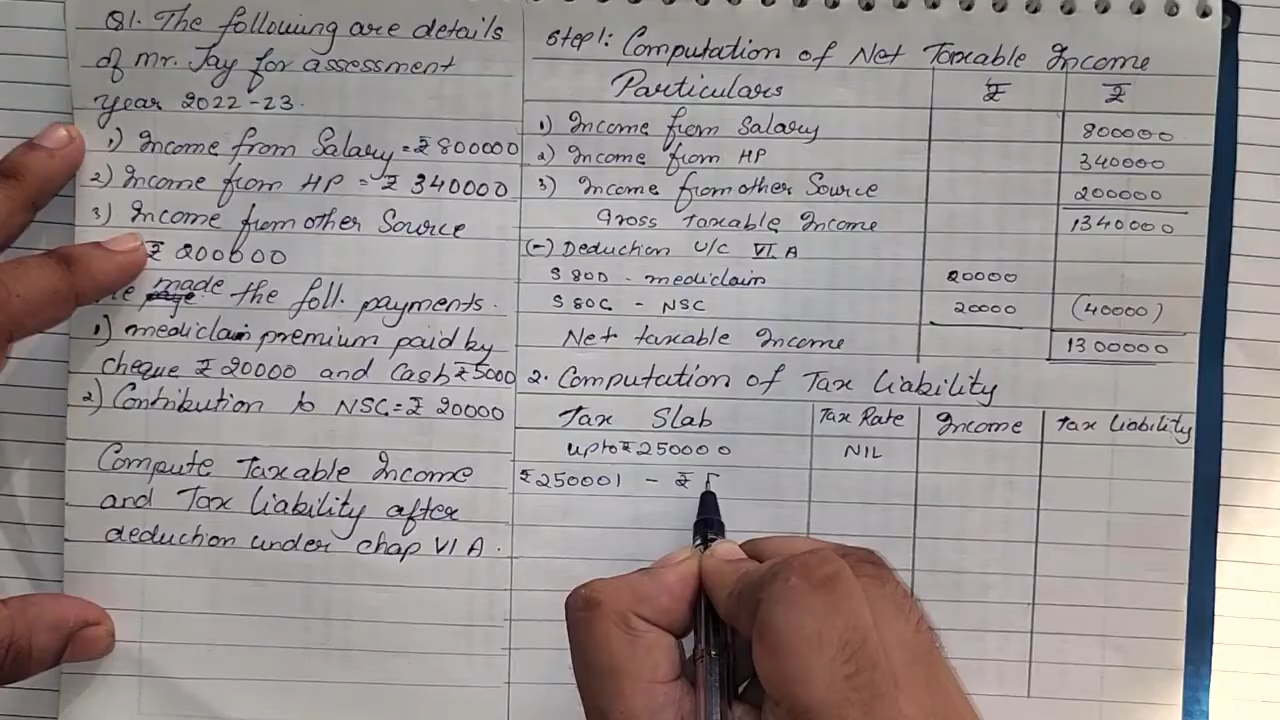 Q1. The following are details
of mr. Jay for assessment
year 2022-23.
1) Income from Salary = ₹ 800000
2) Income from HP = ₹ 340000
3) Income from other Source
₹ 200000
made the foll. payments.
1) mediclaim premium paid by
cheque ₹ 20000 and Cash ₹ 5000
2) Contribution to NSC = ₹ 20000
Compute Taxable Income
and Tax liability after
deduction under chap VI A.
Step 1: Computation of Net Taxable Income
Particulars ₹ ₹
1) Income from Salary 800000
2) Income from HP 340000
3) Income from other Source 200000
Gross taxable Income 1340000
(-) Deduction U/C VI.A
S 80D - mediclaim 20000
S 80C - NSC 20000 (40000)
Net taxable Income 1300000
2. Computation of Tax liability
Tax Slab Tax Rate Income Tax liability
upto ₹ 250000 NIL
₹ 250001 - ₹